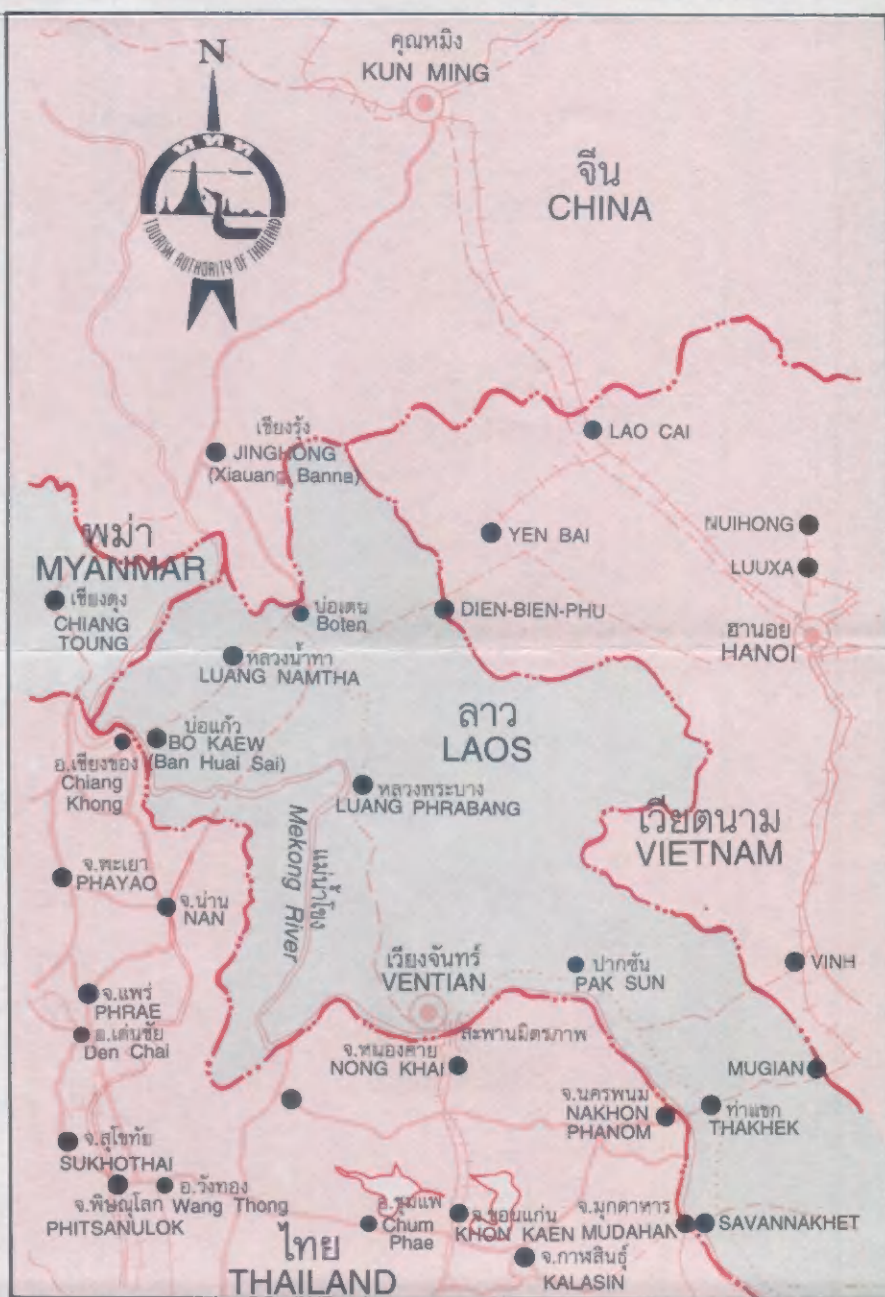 N
ททท
TOURISM AUTHORITY OF THAILAND
คุณหมิง
KUN MING
จีน
CHINA
LAO CAI
เชียงรุ้ง
JINGHONG
(Xiauang Banna)
YEN BAI
NUIHONG
LUUXA
พม่า
MYANMAR
เชียงตุง
CHIANG
TOUNG
บ่อเตน
Boten
DIEN-BIEN-PHU
ฮานอย
HANOI
หลวงน้ำทา
LUANG NAMTHA
ลาว
LAOS
บ่อแก้ว
BO KAEW
(Ban Huai Sai)
อ.เชียงของ
Chiang
Khong
หลวงพระบาง
LUANG PHRABANG
แม่น้ำโขง
Mekong River
เวียตนาม
VIETNAM
จ.พะเยา
PHAYAO
จ.น่าน
NAN
เวียงจันทร์
VENTIAN
ปากซัน
PAK SUN
VINH
จ.แพร่
PHRAE
อ.เด่นชัย
Den Chai
สะพานมิตรภาพ
จ.หนองคาย
NONG KHAI
MUGIAN
จ.นครพนม
NAKHON
PHANOM
ท่าแขก
THAKHEK
จ.สุโขทัย
SUKHOTHAI
จ.พิษณุโลก
PHITSANULOK
อ.วังทอง
Wang Thong
อ.ชุมแพ
Chum
Phae
จ.ขอนแก่น
KHON KAEN
จ.มุกดาหาร
MUDAHAN
SAVANNAKHET
ไทย
THAILAND
จ.กาฬสินธุ์
KALASIN